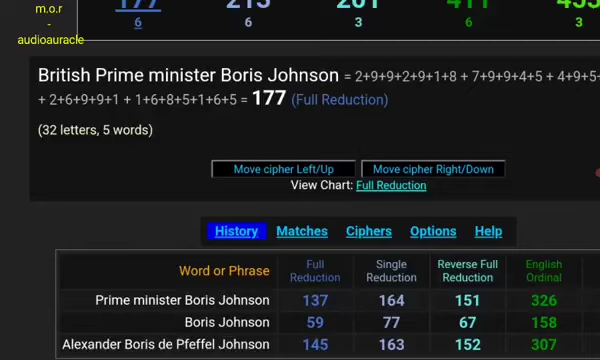 m.o.r
-
audioauracle
177 213 201 411 453
6 6 3 6 3
British Prime minister Boris Johnson = 2+9+9+2+9+1+8 + 7+9+9+4+5 + 4+9+5+
+ 2+6+9+9+1 + 1+6+8+5+1+6+5 = 177 (Full Reduction)
(32 letters, 5 words)
Move cipher Left/Up Move cipher Right/Down
View Chart: Full Reduction
History Matches Ciphers Options Help
Word or Phrase Full Reduction Single Reduction Reverse Full Reduction English Ordinal
Prime minister Boris Johnson 137 164 151 326
Boris Johnson 59 77 67 158
Alexander Boris de Pfeffel Johnson 145 163 152 307